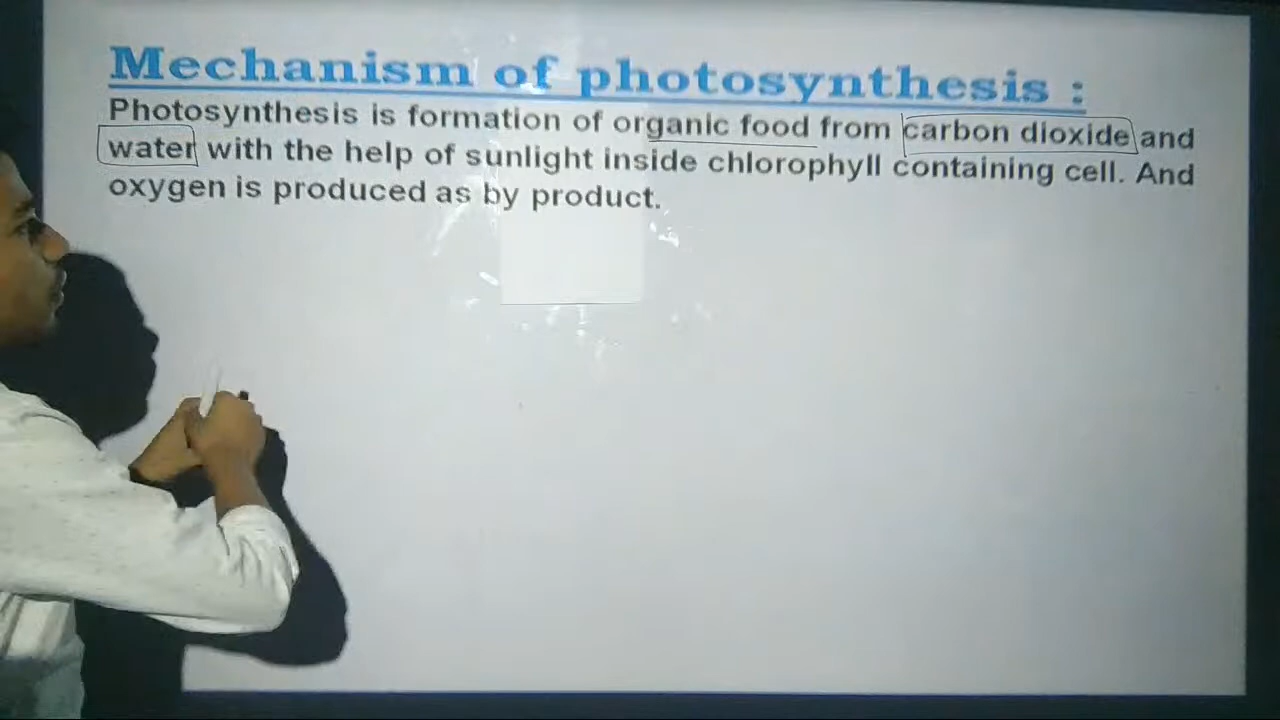 Mechanism of photosynthesis :
Photosynthesis is formation of organic food from carbon dioxide and
water with the help of sunlight inside chlorophyll containing cell. And
oxygen is produced as by product.